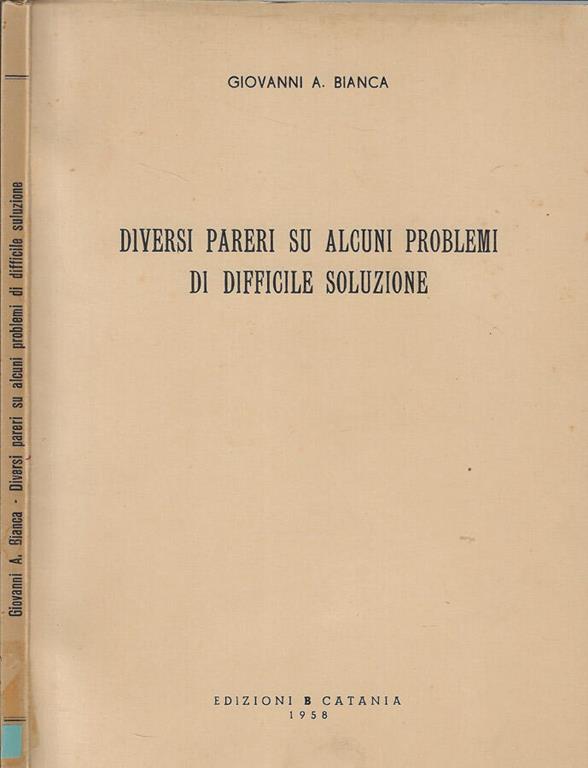 GIOVANNI A. BIANCA
DIVERSI PARERI SU ALCUNI PROBLEMI
DI DIFFICILE SOLUZIONE
EDIZIONI B CATANIA
1958
Giovanni A. Bianca - Diversi pareri su alcuni problemi di difficile suluzione